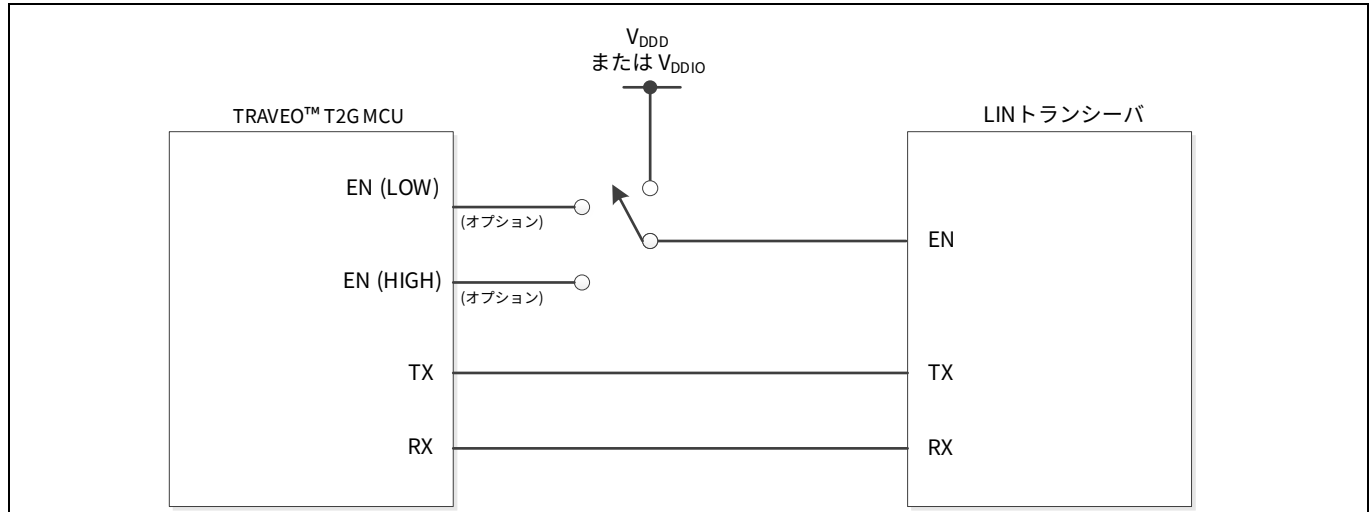 VDDD
または VDDIO
TRAVEO™ T2G MCU
LINトランシーバ
EN (LOW)
(オプション)
EN
EN (HIGH)
(オプション)
TX
TX
RX
RX